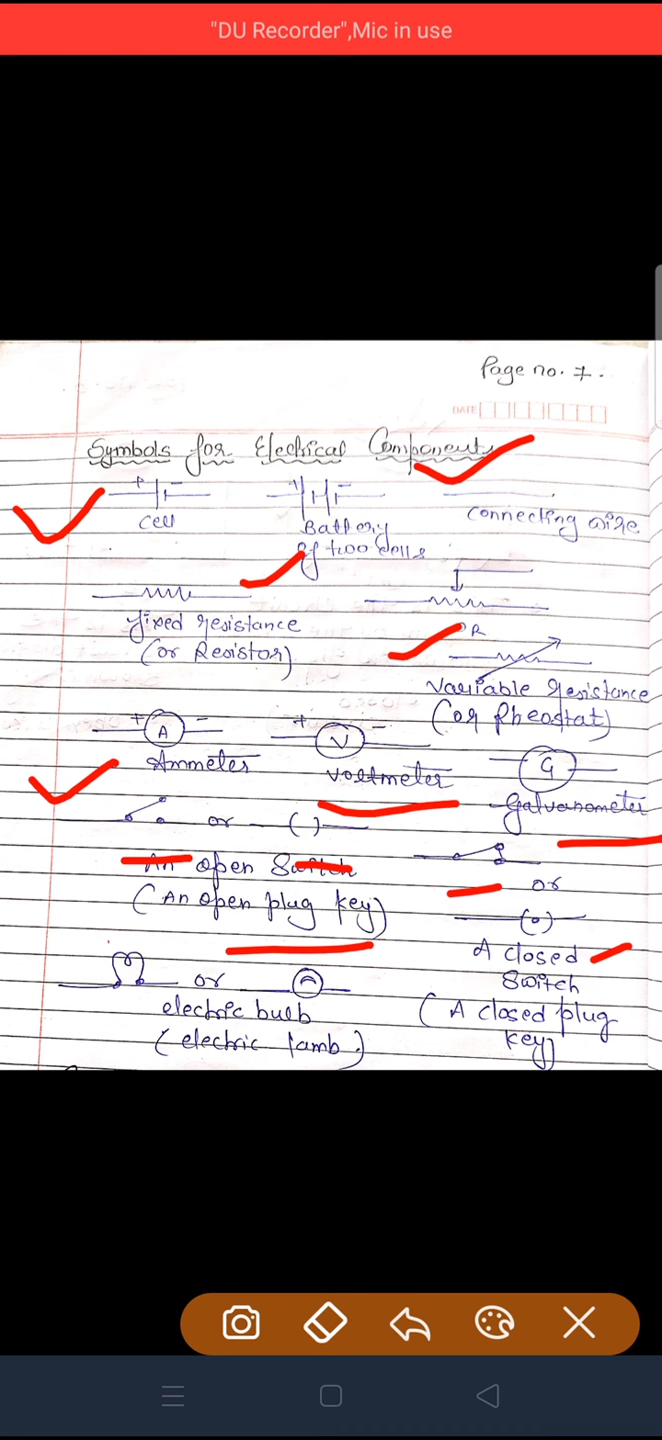 "DU Recorder",Mic in use
Page no. 7.
DATE
Symbols for Electrical Components
+ -
Cell
Battery
of two cells
Connecting wire
fixed resistance
(or Resistor)
OR
Variable resistance
(or Rheostat)
+ A -
Ammeter
+ V -
Voltmeter
G
Galvanometer
or ( )
An open Switch
(An open plug key)
or
(•)
A closed
Switch
(A closed plug
key)
or
electric bulb
(electric lamb)